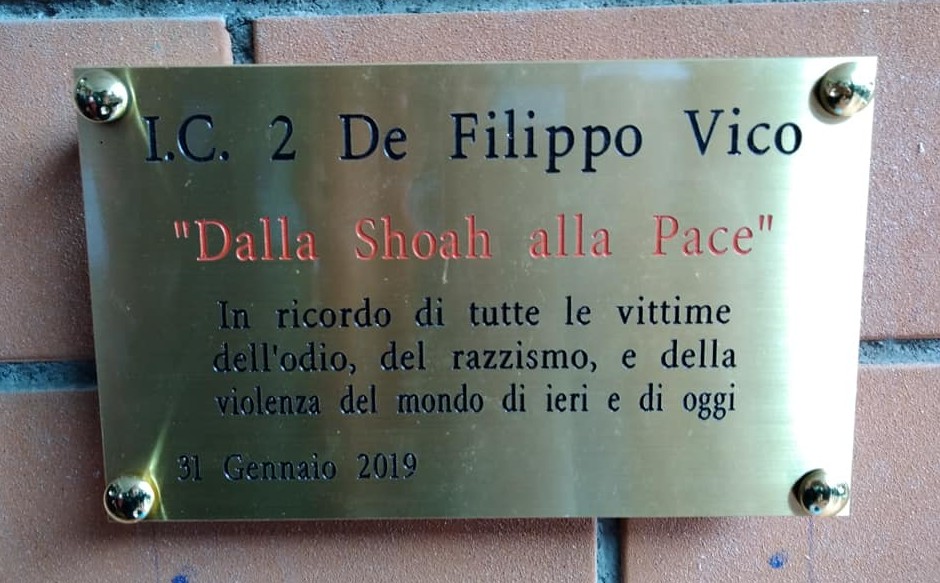 I.C. 2 De Filippo Vico
"Dalla Shoah alla Pace"
In ricordo di tutte le vittime
dell'odio, del razzismo, e della
violenza del mondo di ieri e di oggi
31 Gennaio 2019